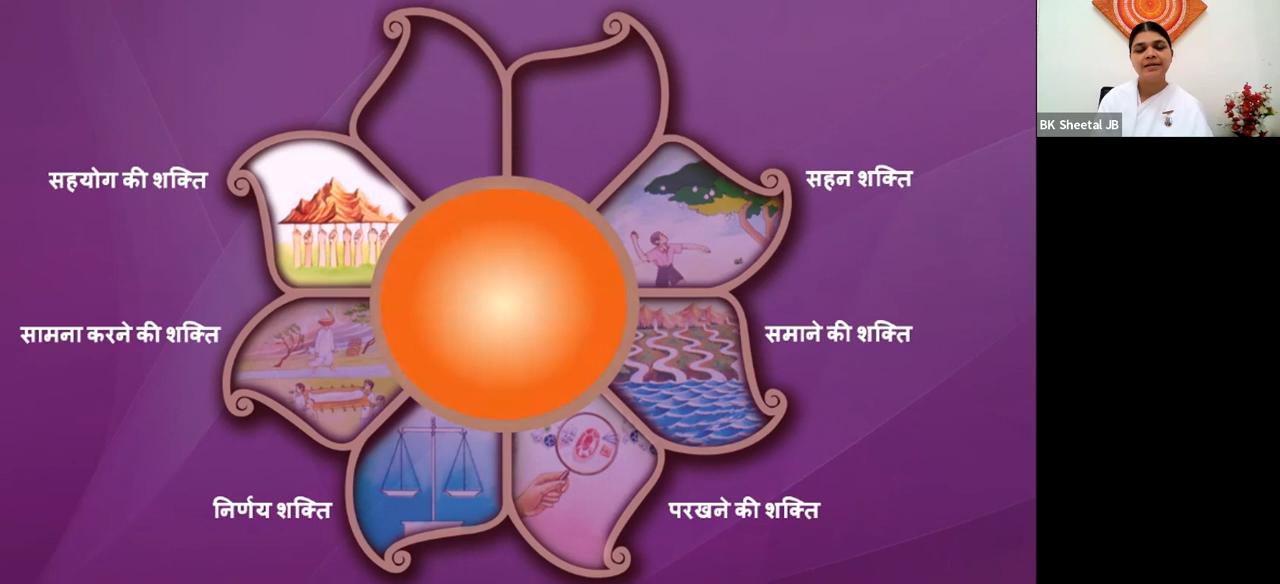 सहयोग की शक्ति
सहन शक्ति
सामना करने की शक्ति
समाने की शक्ति
निर्णय शक्ति
परखने की शक्ति
BK Sheetal JB